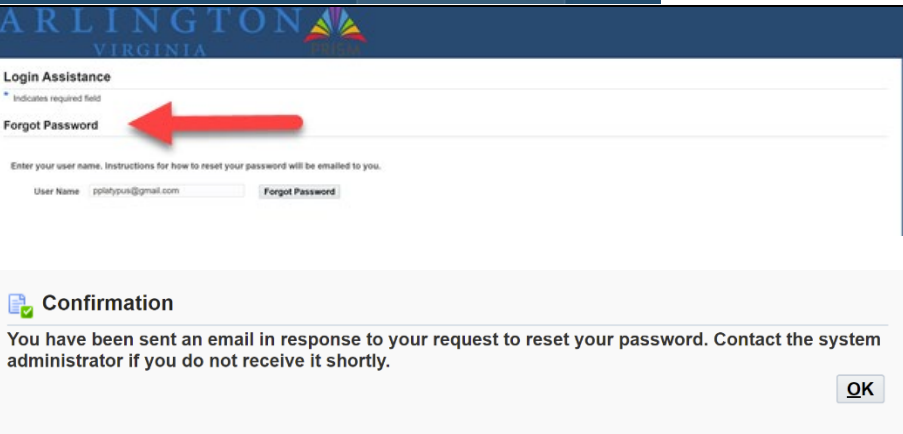 ARLINGTON
VIRGINIA
PRISM
Login Assistance
* Indicates required field
Forgot Password
Enter your user name. Instructions for how to reset your password will be emailed to you.
User Name pplatypus@gmail.com Forgot Password
Confirmation
You have been sent an email in response to your request to reset your password. Contact the system
administrator if you do not receive it shortly.
OK